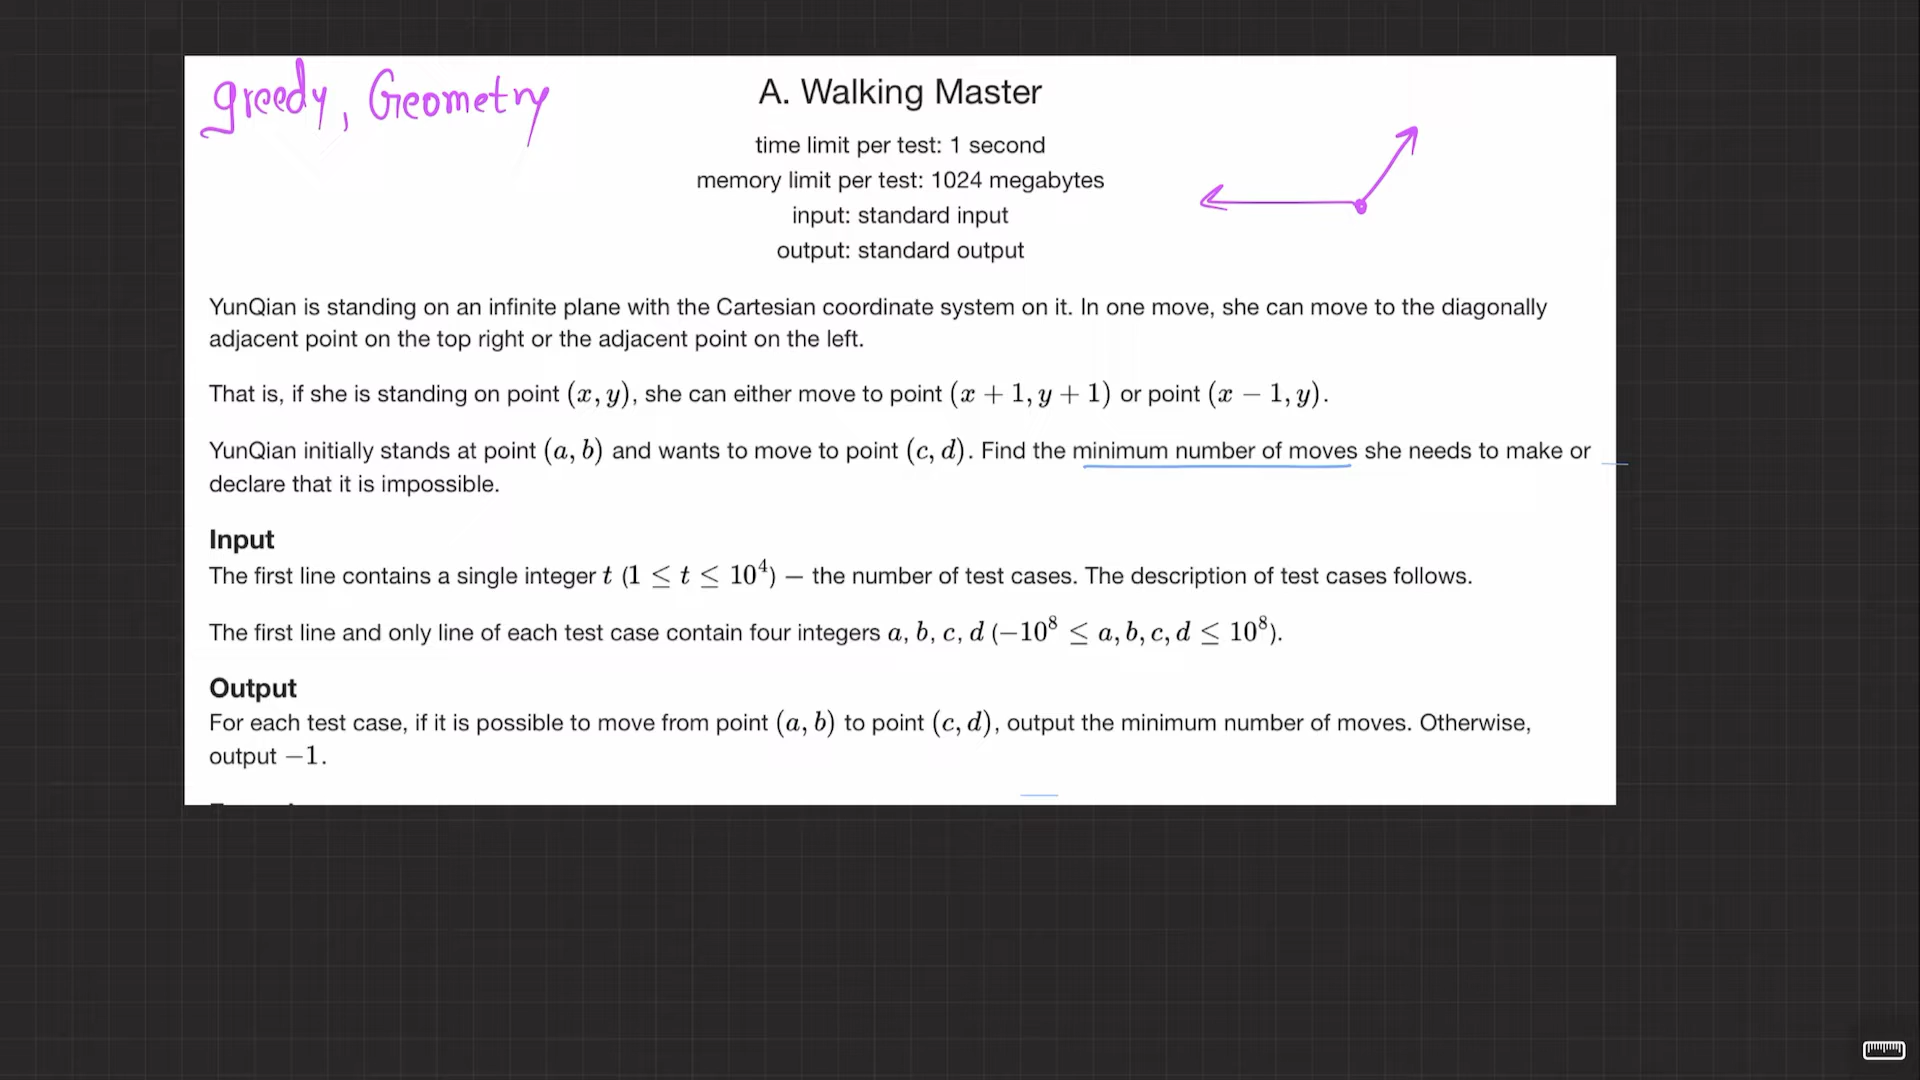 greedy, Geometry
A. Walking Master
time limit per test: 1 second
memory limit per test: 1024 megabytes
input: standard input
output: standard output
YunQian is standing on an infinite plane with the Cartesian coordinate system on it. In one move, she can move to the diagonally
adjacent point on the top right or the adjacent point on the left.
That is, if she is standing on point (x, y), she can either move to point (x + 1, y + 1) or point (x − 1, y).
YunQian initially stands at point (a, b) and wants to move to point (c, d). Find the minimum number of moves she needs to make or
declare that it is impossible.
Input
The first line contains a single integer t (1 ≤ t ≤ 10⁴) — the number of test cases. The description of test cases follows.
The first line and only line of each test case contain four integers a, b, c, d (−10⁸ ≤ a, b, c, d ≤ 10⁸).
Output
For each test case, if it is possible to move from point (a, b) to point (c, d), output the minimum number of moves. Otherwise,
output −1.